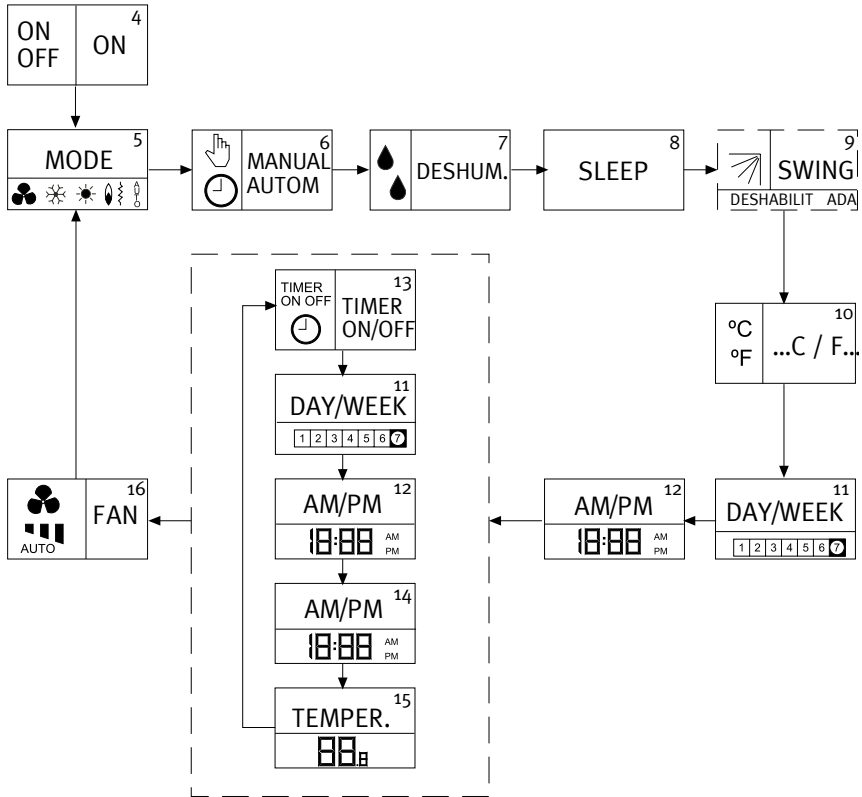 4
ON
OFF
ON
5
MODE
6
MANUAL
AUTOM
7
DESHUM.
8
SLEEP
9
SWING
DESHABILIT ADA
10
ºC
ºF
...C / F...
11
DAY/WEEK
1 2 3 4 5 6 7
12
AM/PM
18:88 AM
PM
13
TIMER
ON OFF
TIMER
ON/OFF
11
DAY/WEEK
1 2 3 4 5 6 7
12
AM/PM
18:88 AM
PM
14
AM/PM
18:88 AM
PM
15
TEMPER.
88.8
16
FAN
AUTO